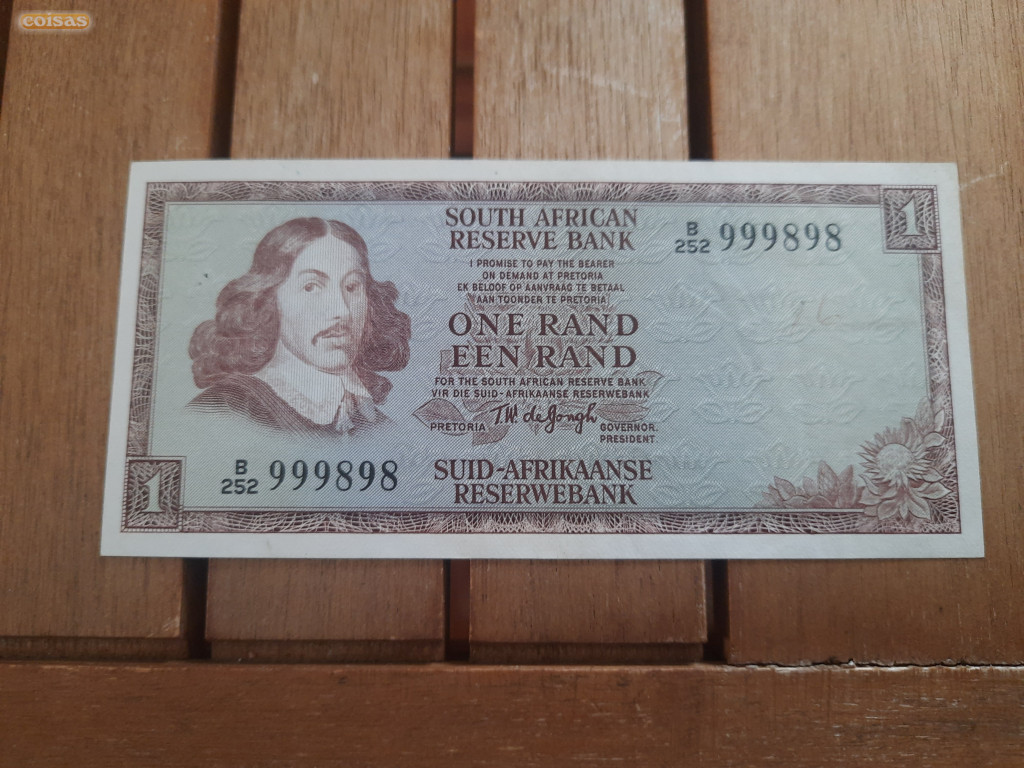 coisas
SOUTH AFRICAN
RESERVE BANK
B
252 999898
1
I PROMISE TO PAY THE BEARER
ON DEMAND AT PRETORIA
EK BELOOF OP AANVRAAG TE BETAAL
AAN TOONDER TE PRETORIA
ONE RAND
EEN RAND
FOR THE SOUTH AFRICAN RESERVE BANK
VIR DIE SUID-AFRIKAANSE RESERWEBANK
PRETORIA T.W. de Jongh GOVERNOR.
PRESIDENT.
1
B
252 999898
SUID-AFRIKAANSE
RESERWEBANK